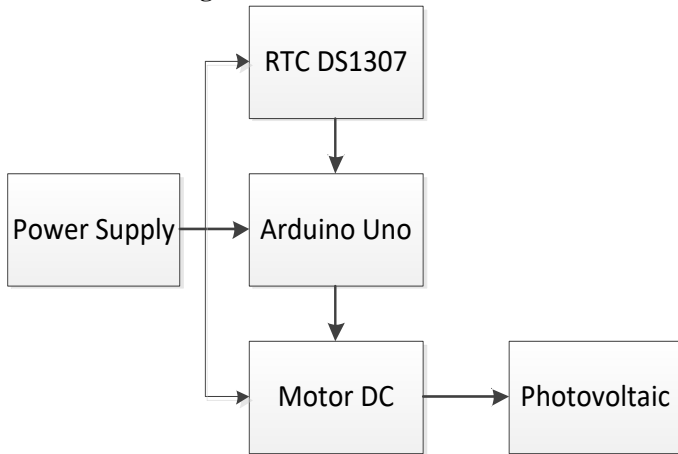 RTC DS1307
Power Supply
Arduino Uno
Motor DC
Photovoltaic